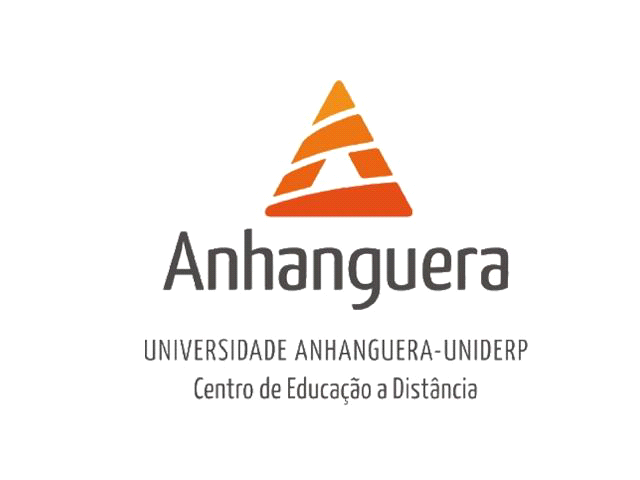 Anhanguera
UNIVERSIDADE ANHANGUERA-UNIDERP
Centro de Educação a Distância